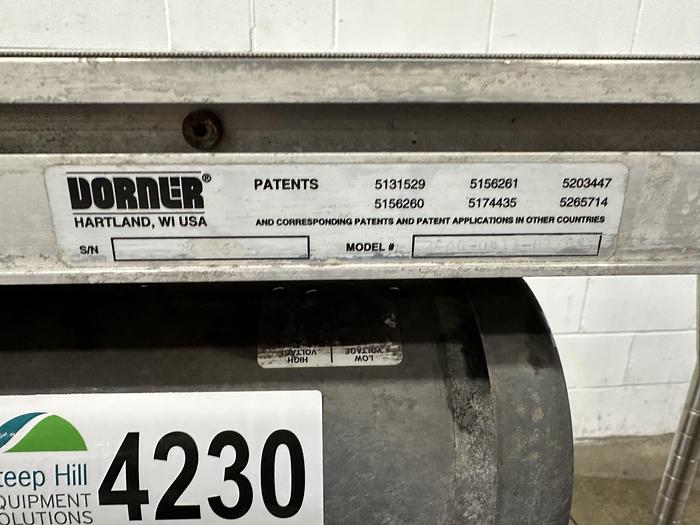 DORNER®
HARTLAND, WI USA
PATENTS 5131529 5156261 5203447
5156260 5174435 5265714
AND CORRESPONDING PATENTS AND PATENT APPLICATIONS IN OTHER COUNTRIES
S/N MODEL #
LOW VOLTAGE
HIGH VOLTAGE
teep Hill
QUIPMENT
OLUTIONS
4230